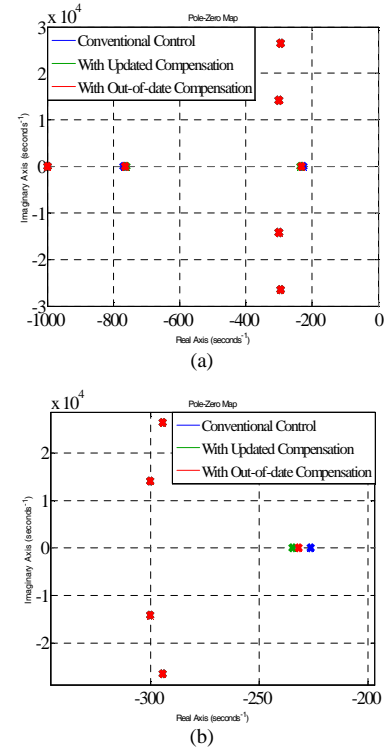 Pole-Zero Map
x 10^4
3
2
1
0
-1
-2
-3
Imaginary Axis (seconds^-1)
Conventional Control
With Updated Compensation
With Out-of-date Compensation
-1000 -800 -600 -400 -200 0
Real Axis (seconds^-1)
(a)
Pole-Zero Map
x 10^4
2
1
0
-1
-2
Imaginary Axis (seconds^-1)
Conventional Control
With Updated Compensation
With Out-of-date Compensation
-300 -250 -200
Real Axis (seconds^-1)
(b)